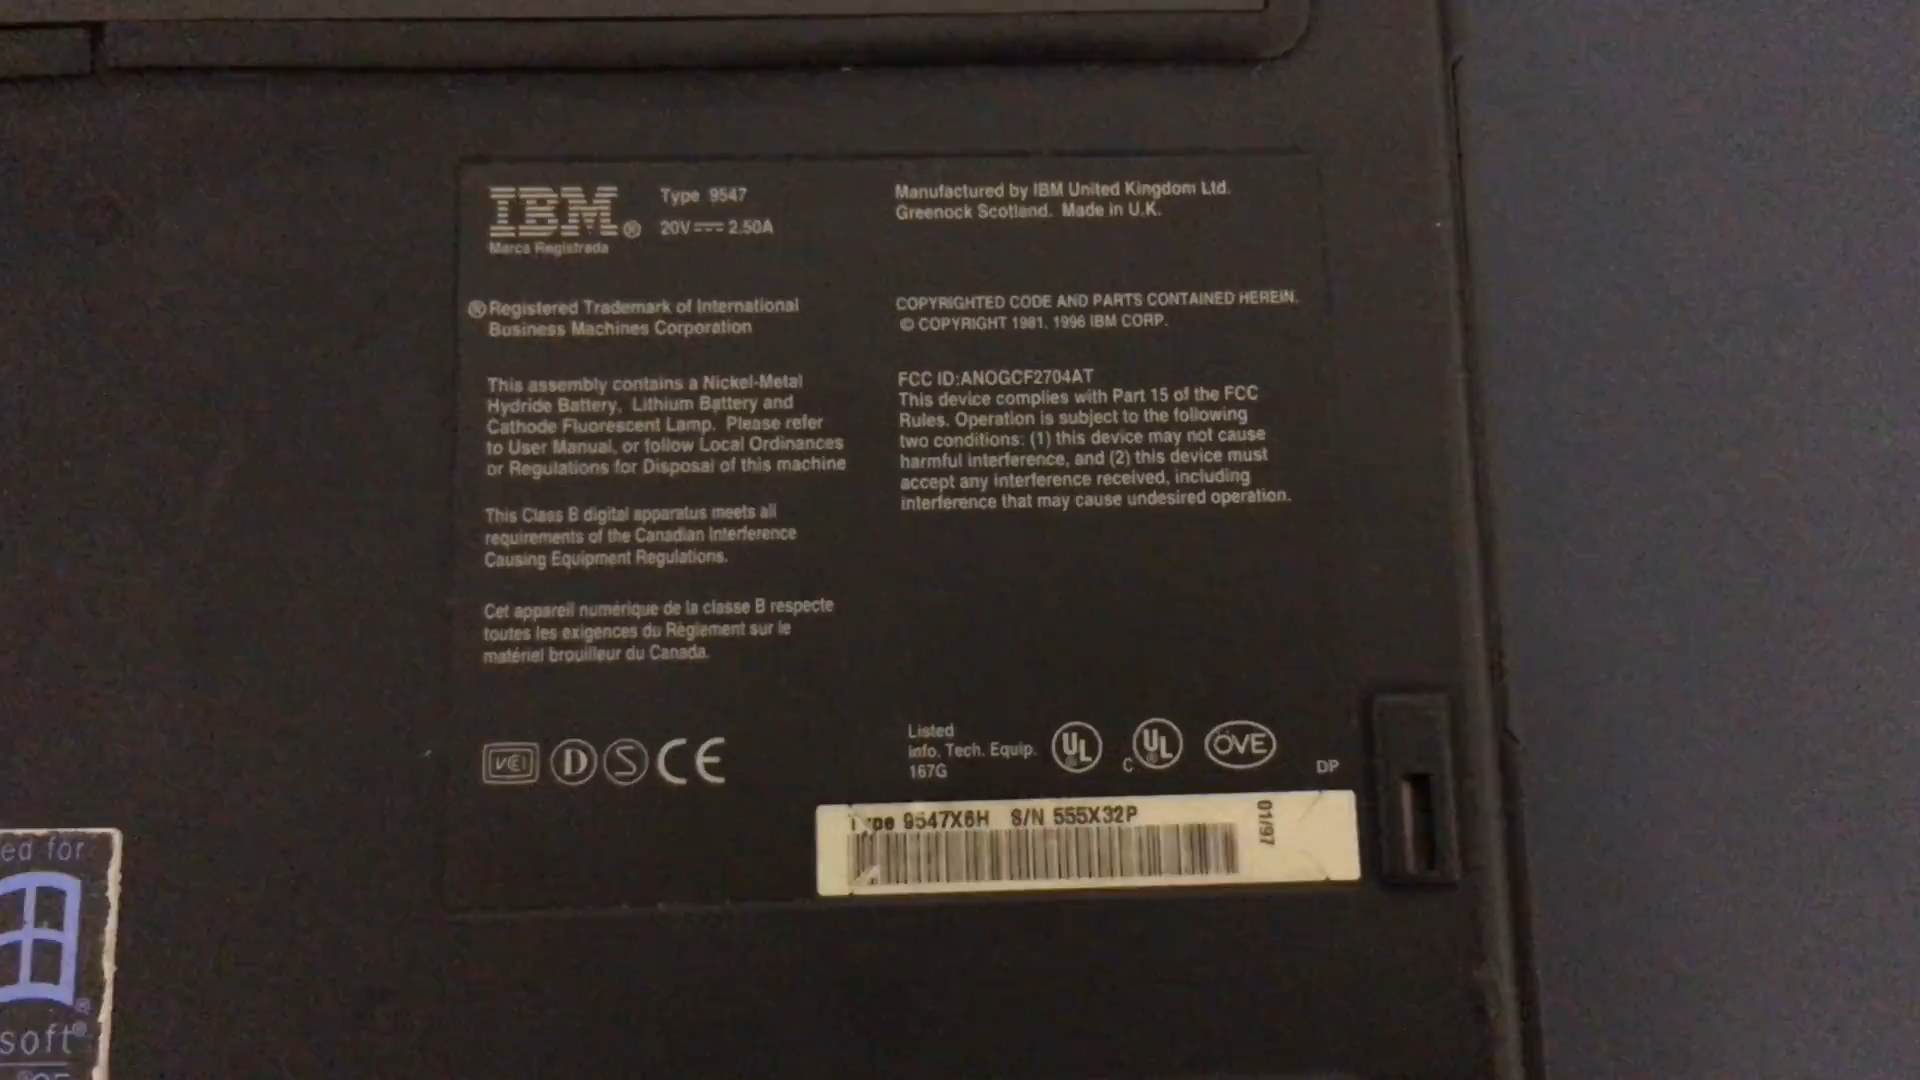 IBM®
Marca Registrada
Type 9547
20V 2.50A
Manufactured by IBM United Kingdom Ltd.
Greenock Scotland. Made in U.K.
® Registered Trademark of International
Business Machines Corporation
This assembly contains a Nickel-Metal
Hydride Battery, Lithium Battery and
Cathode Fluorescent Lamp. Please refer
to User Manual, or follow Local Ordinances
or Regulations for Disposal of this machine
This Class B digital apparatus meets all
requirements of the Canadian Interference
Causing Equipment Regulations.
Cet appareil numérique de la classe B respecte
toutes les exigences du Règlement sur le
matériel brouilleur du Canada.
COPYRIGHTED CODE AND PARTS CONTAINED HEREIN.
© COPYRIGHT 1981, 1996 IBM CORP.
FCC ID:ANOGCF2704AT
This device complies with Part 15 of the FCC
Rules. Operation is subject to the following
two conditions: (1) this device may not cause
harmful interference, and (2) this device must
accept any interference received, including
interference that may cause undesired operation.
VCI D S CE
Listed
Info. Tech. Equip.
167G
UL C UL ÖVE
DP
Type 9547X6H S/N 555X32P
01/97
ed for
soft®